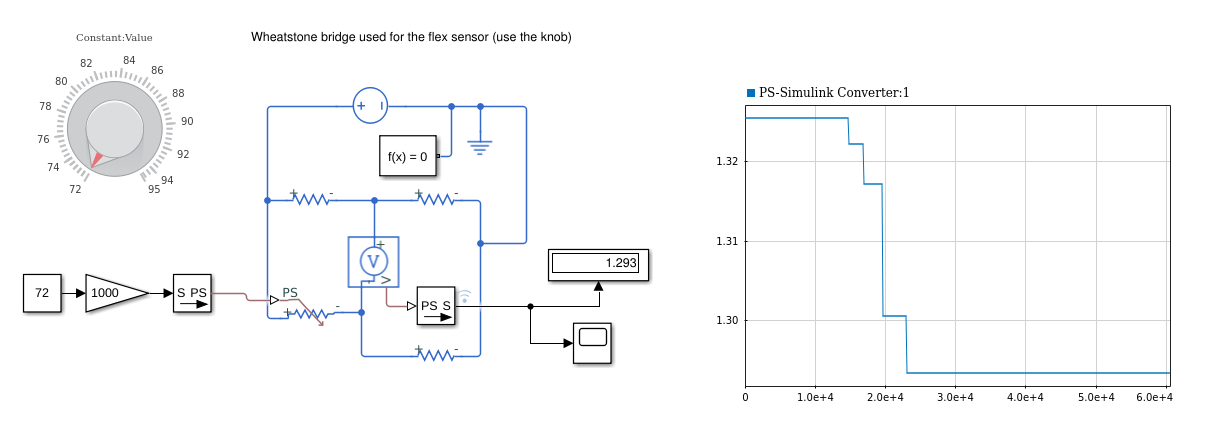 Constant:Value
72
74
76
78
80
82
84
86
88
90
92
94
95
Wheatstone bridge used for the flex sensor (use the knob)
+ I
f(x) = 0
+ -
+ -
+
V
72
1000
S PS
PS
+ -
PS S
1.293
+ -
PS-Simulink Converter:1
1.32
1.31
1.30
0 1.0e+4 2.0e+4 3.0e+4 4.0e+4 5.0e+4 6.0e+4